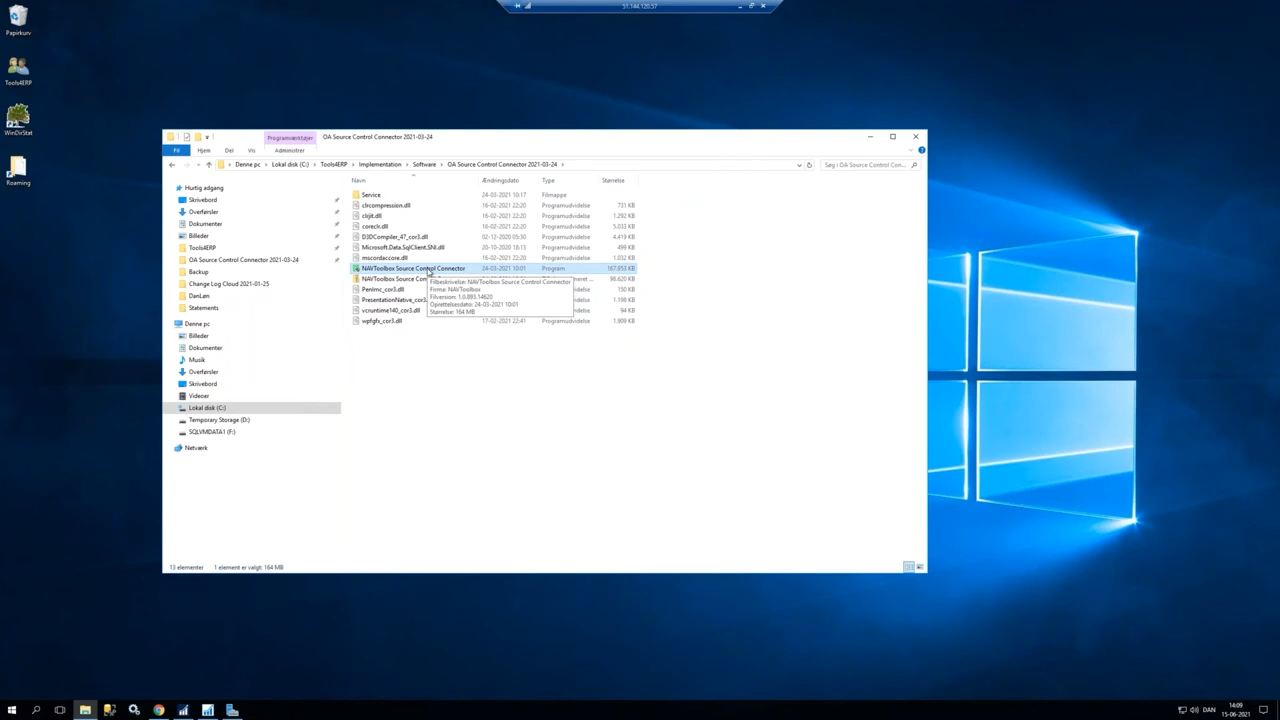 51.144.120.57
Papirkurv
Tools4ERP
WinDirStat
Roaming
Programværktøjer
OA Source Control Connector 2021-03-24
Fil
Hjem
Del
Vis
Administrer
Denne pc
Lokal disk (C:)
Tools4ERP
Implementation
Software
OA Source Control Connector 2021-03-24
Søg i OA Source Control Con...
Hurtig adgang
Skrivebord
Overførsler
Dokumenter
Billeder
Tools4ERP
OA Source Control Connector 2021-03-24
Backup
Change Log Cloud 2021-01-25
DanLøn
Statements
Denne pc
Billeder
Dokumenter
Musik
Overførsler
Skrivebord
Videoer
Lokal disk (C:)
Temporary Storage (D:)
SQLVMDATA1 (F:)
Netværk
Navn Ændringsdato Type Størrelse
Service 24-03-2021 10:17 Filmappe
clrcompression.dll 16-02-2021 22:20 Programudvidelse 731 KB
clrjit.dll 16-02-2021 22:20 Programudvidelse 1.292 KB
coreclr.dll 16-02-2021 22:20 Programudvidelse 5.033 KB
D3DCompiler_47_cor3.dll 02-12-2020 05:30 Programudvidelse 4.419 KB
Microsoft.Data.SqlClient.SNI.dll 20-10-2020 18:13 Programudvidelse 499 KB
mscordaccore.dll 16-02-2021 22:20 Programudvidelse 1.032 KB
NAVToolbox Source Control Connector 24-03-2021 10:01 Program 167.953 KB
NAVToolbox Source Con 98.620 KB
PenImc_cor3.dll 150 KB
PresentationNative_cor3. 1.198 KB
vcruntime140_cor3.dll 94 KB
wpfgfx_cor3.dll 17-02-2021 22:41 Programudvidelse 1.909 KB
Filbeskrivelse: NAVToolbox Source Control Connector
Firma: NAVToolbox
Filversion: 1.0.893.14620
Oprettelsesdato: 24-03-2021 10:01
Størrelse: 164 MB
13 elementer
1 element er valgt: 164 MB
DAN
14:09
15-06-2021